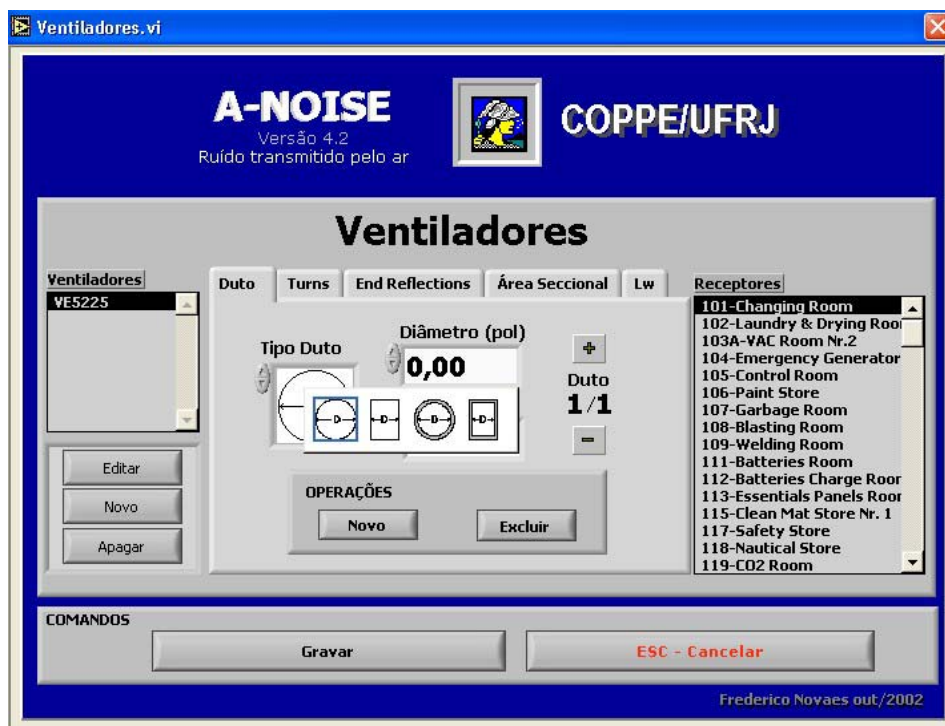 Ventiladores.vi
A-NOISE
Versão 4.2
Ruído transmitido pelo ar
COPPE/UFRJ
Ventiladores
Ventiladores
VE5225
Editar
Novo
Apagar
Duto
Turns
End Reflections
Área Seccional
Lw
Tipo Duto
Diâmetro (pol)
0,00
D
D
D
D
Duto
1/1
OPERAÇÕES
Novo
Excluir
Receptores
101-Changing Room
102-Laundry & Drying Roo
103A-VAC Room Nr.2
104-Emergency Generator
105-Control Room
106-Paint Store
107-Garbage Room
108-Blasting Room
109-Welding Room
111-Batteries Room
112-Batteries Charge Roor
113-Essentials Panels Roor
115-Clean Mat Store Nr. 1
117-Safety Store
118-Nautical Store
119-CO2 Room
COMANDOS
Gravar
ESC - Cancelar
Frederico Novaes out/2002